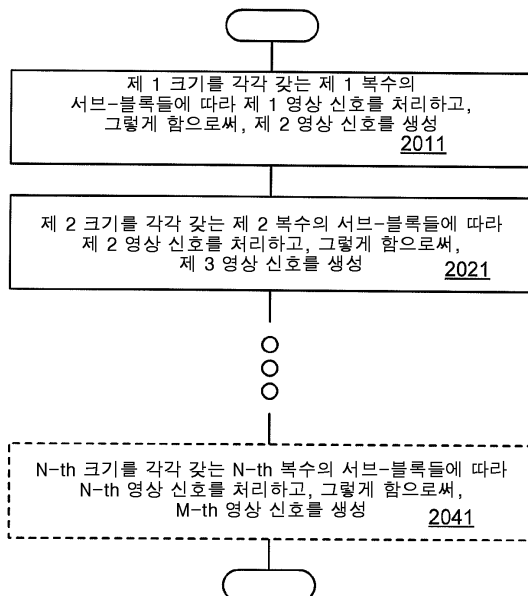 제 1 크기를 각각 갖는 제 1 복수의
서브-블록들에 따라 제 1 영상 신호를 처리하고,
그렇게 함으로써, 제 2 영상 신호를 생성
2011
제 2 크기를 각각 갖는 제 2 복수의 서브-블록들에 따라
제 2 영상 신호를 처리하고, 그렇게 함으로써,
제 3 영상 신호를 생성
2021
N-th 크기를 각각 갖는 N-th 복수의 서브-블록들에 따라
N-th 영상 신호를 처리하고, 그렇게 함으로써,
M-th 영상 신호를 생성
2041